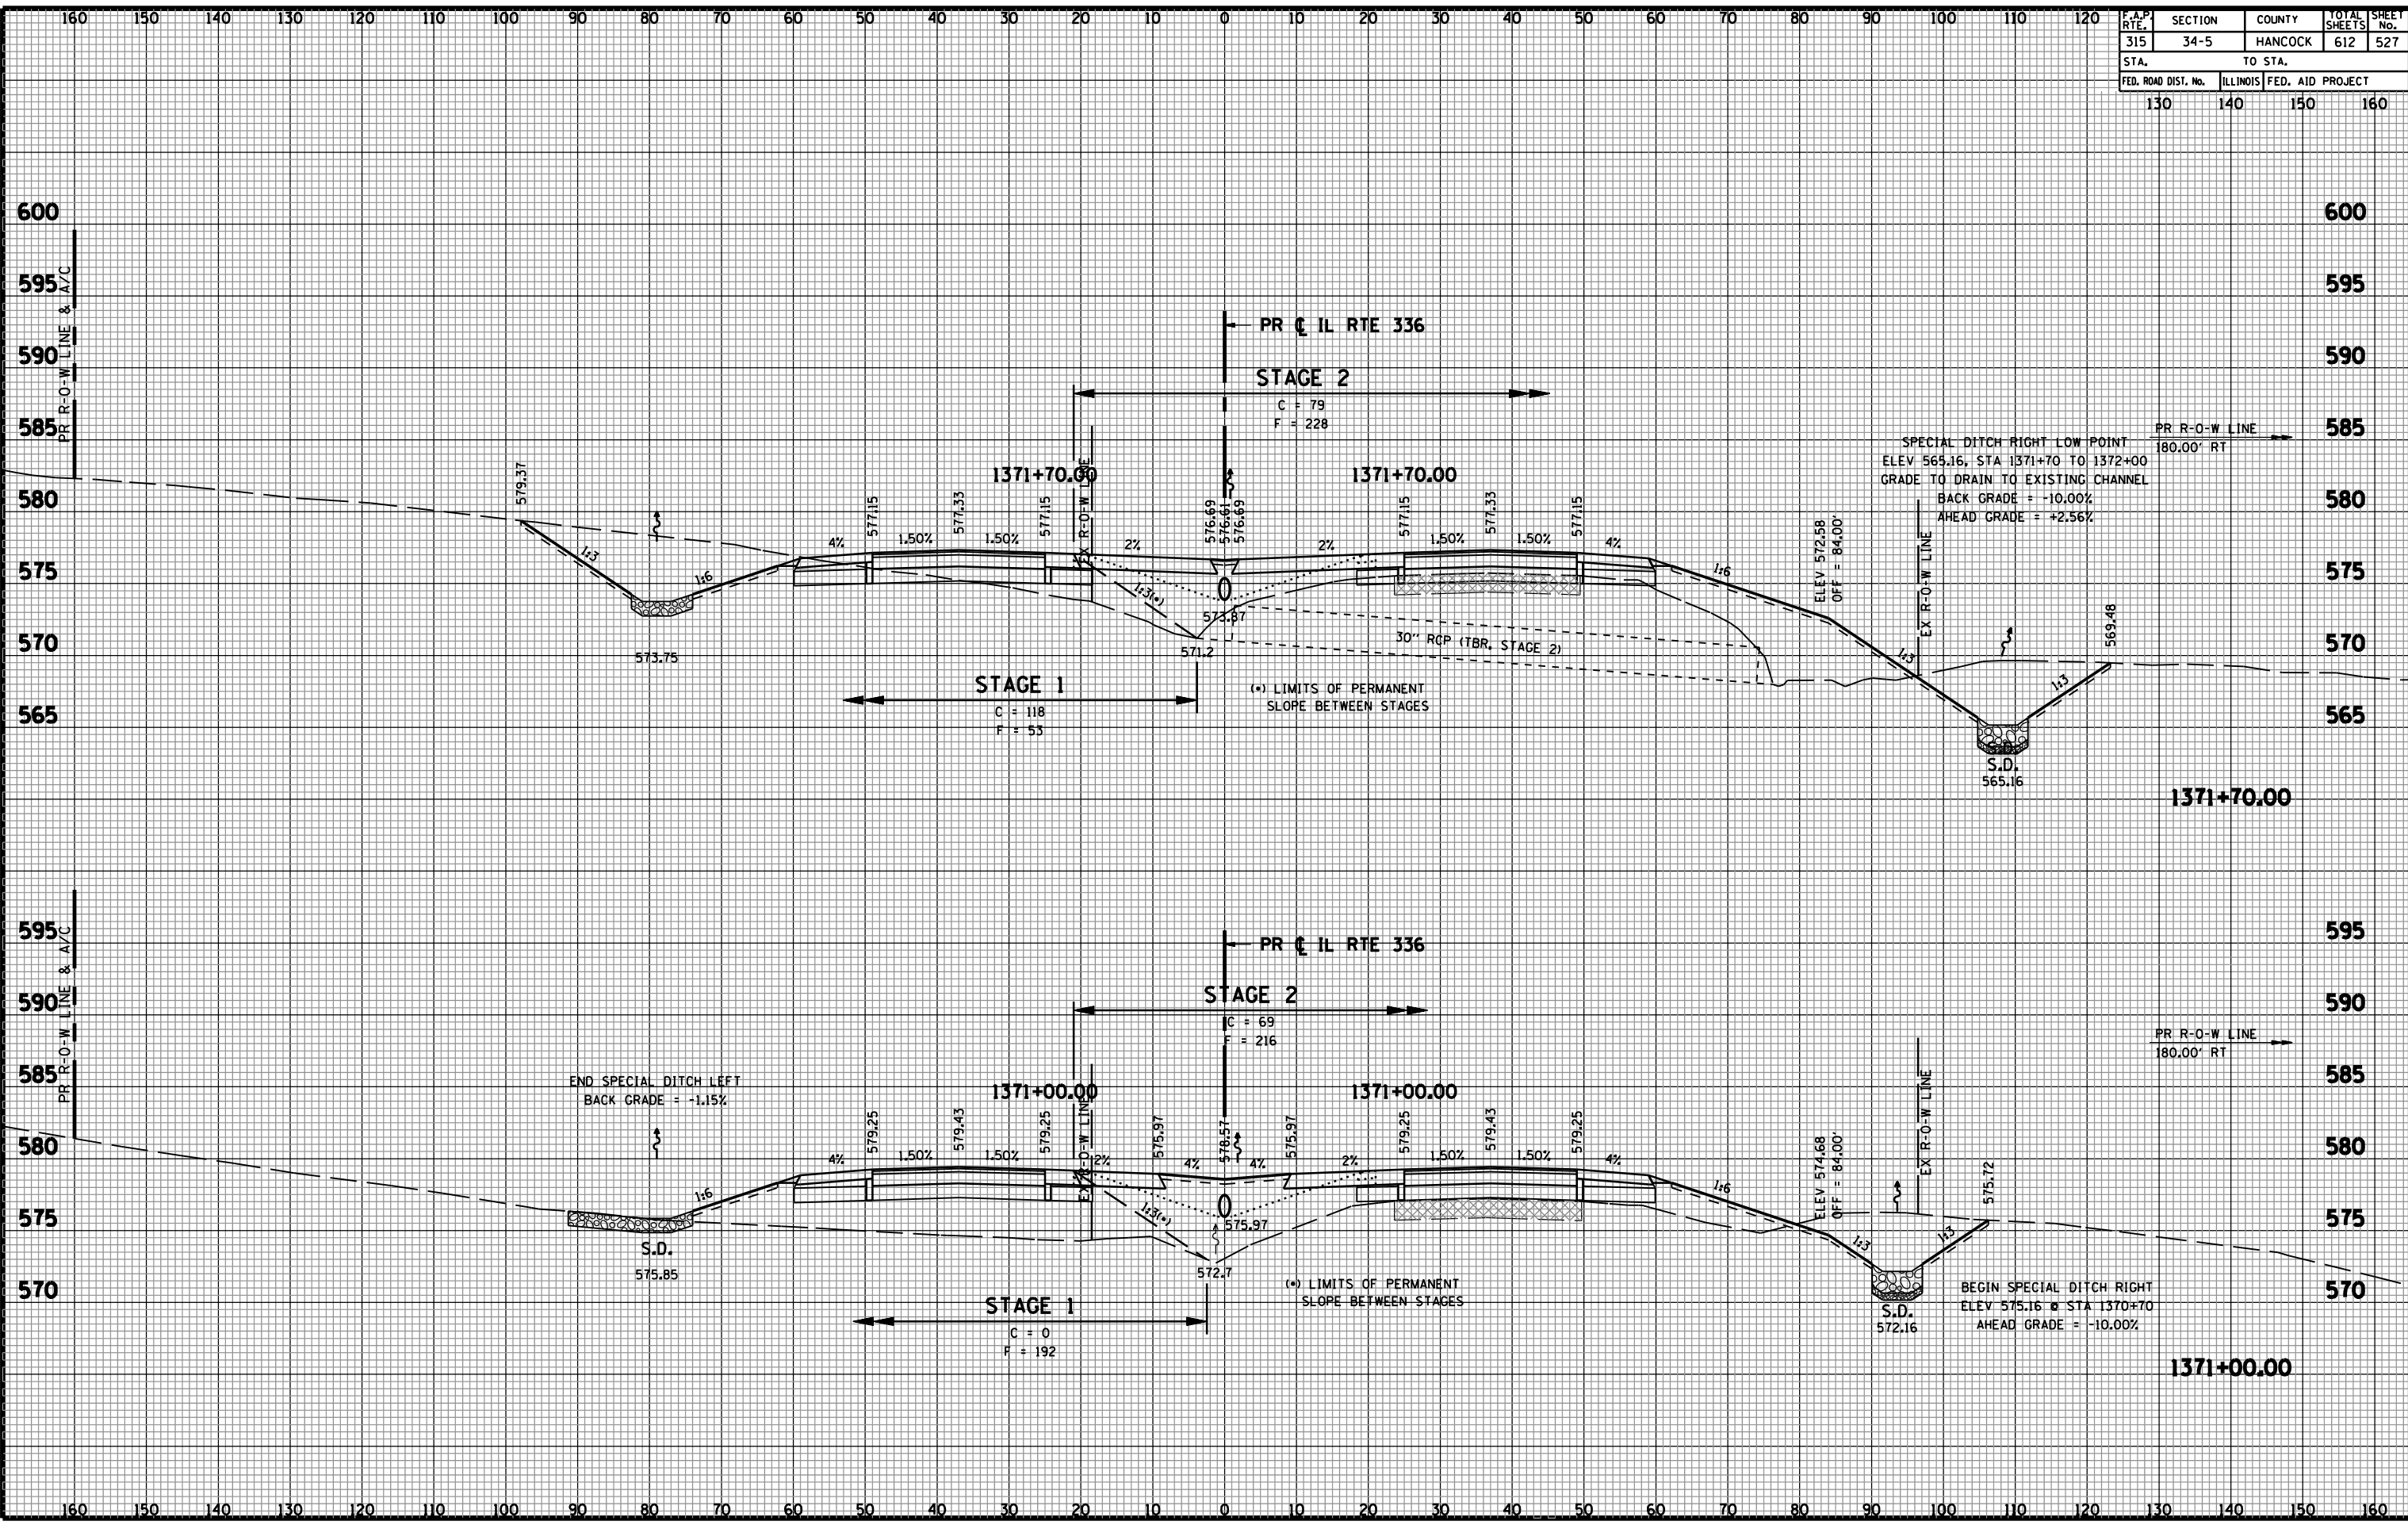 160 150 140 130 120 110 100 90 80 70 60 50 40 30 20 10 0 10 20 30 40 50 60 70 80 90 100 110 120
F.A.P. RTE. SECTION COUNTY TOTAL SHEETS SHEET No.
315 34-5 HANCOCK 612 527
STA. TO STA.
FED. ROAD DIST. No. ILLINOIS FED. AID PROJECT
130 140 150 160
600 600
595 595
590 590
585 585
580 580
575 575
570 570
565 565
PR R-O-W LINE & A/C
PR ℄ IL RTE 336
STAGE 2
C = 79
F = 228
1371+70.00 1371+70.00
EX R-O-W LINE
PR R-O-W LINE
180.00' RT
SPECIAL DITCH RIGHT LOW POINT
ELEV 565.16, STA 1371+70 TO 1372+00
GRADE TO DRAIN TO EXISTING CHANNEL
BACK GRADE = -10.00%
AHEAD GRADE = +2.56%
579.37 577.15 577.33 577.15 576.69 576.61 576.69 577.15 577.33 577.15
ELEV 572.58
OFF = 84.00'
EX R-O-W LINE
569.48
4% 1.50% 1.50% 2% 2% 1.50% 1.50% 4%
1:3 1:6 1:3(•) 1:6 1:3 1:3
573.87
573.75
571.2
30" RCP (TBR, STAGE 2)
STAGE 1
C = 118
F = 53
(•) LIMITS OF PERMANENT
SLOPE BETWEEN STAGES
S.D.
S.D.
565.16
1371+70.00
595 595
590 590
585 585
580 580
575 575
570 570
PR R-O-W LINE & A/C
PR ℄ IL RTE 336
STAGE 2
C = 69
F = 216
PR R-O-W LINE
180.00' RT
END SPECIAL DITCH LEFT
BACK GRADE = -1.15%
1371+00.00 1371+00.00
EX R-O-W LINE
579.25 579.43 579.25 575.97 578.57 575.97 579.25 579.43 579.25
ELEV 574.68
OFF = 84.00'
EX R-O-W LINE
575.72
4% 1.50% 1.50% 2% 4% 4% 2% 1.50% 1.50% 4%
1:6 1:3(•) 1:6 1:3 1:3
575.97
S.D.
575.85
572.7
STAGE 1
C = 0
F = 192
(•) LIMITS OF PERMANENT
SLOPE BETWEEN STAGES
S.D.
572.16
BEGIN SPECIAL DITCH RIGHT
ELEV 575.16 @ STA 1370+70
AHEAD GRADE = -10.00%
1371+00.00
160 150 140 130 120 110 100 90 80 70 60 50 40 30 20 10 0 10 20 30 40 50 60 70 80 90 100 110 120 130 140 150 160